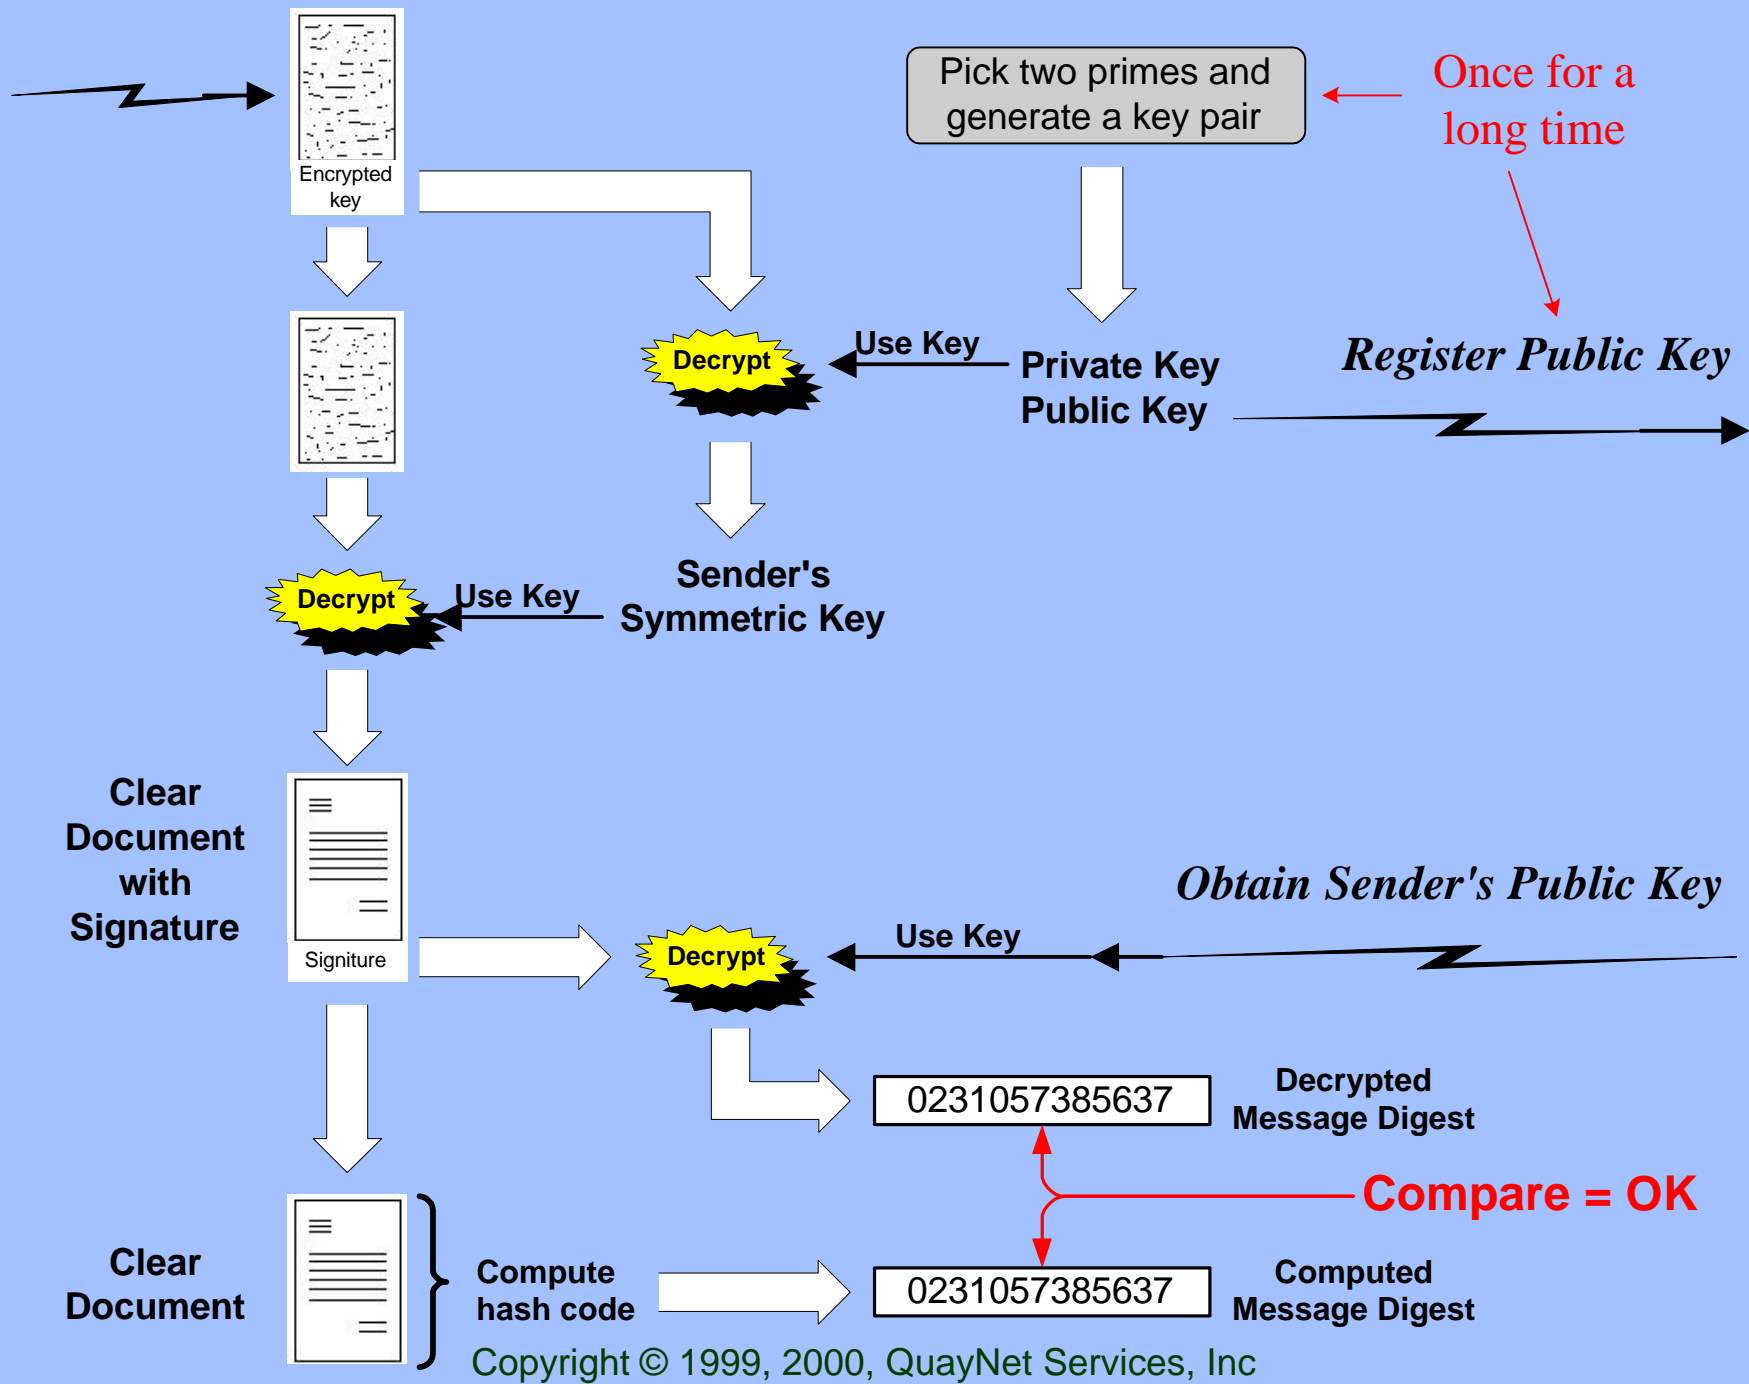 Pick two primes and
generate a key pair
Once for a
long time
Encrypted
key
Decrypt
Use Key
Private Key
Public Key
Register Public Key
Sender's
Symmetric Key
Decrypt
Use Key
Clear
Document
with
Signature
Signiture
Obtain Sender's Public Key
Decrypt
Use Key
0231057385637
Decrypted
Message Digest
Compare = OK
Clear
Document
Compute
hash code
0231057385637
Computed
Message Digest
Copyright © 1999, 2000, QuayNet Services, Inc